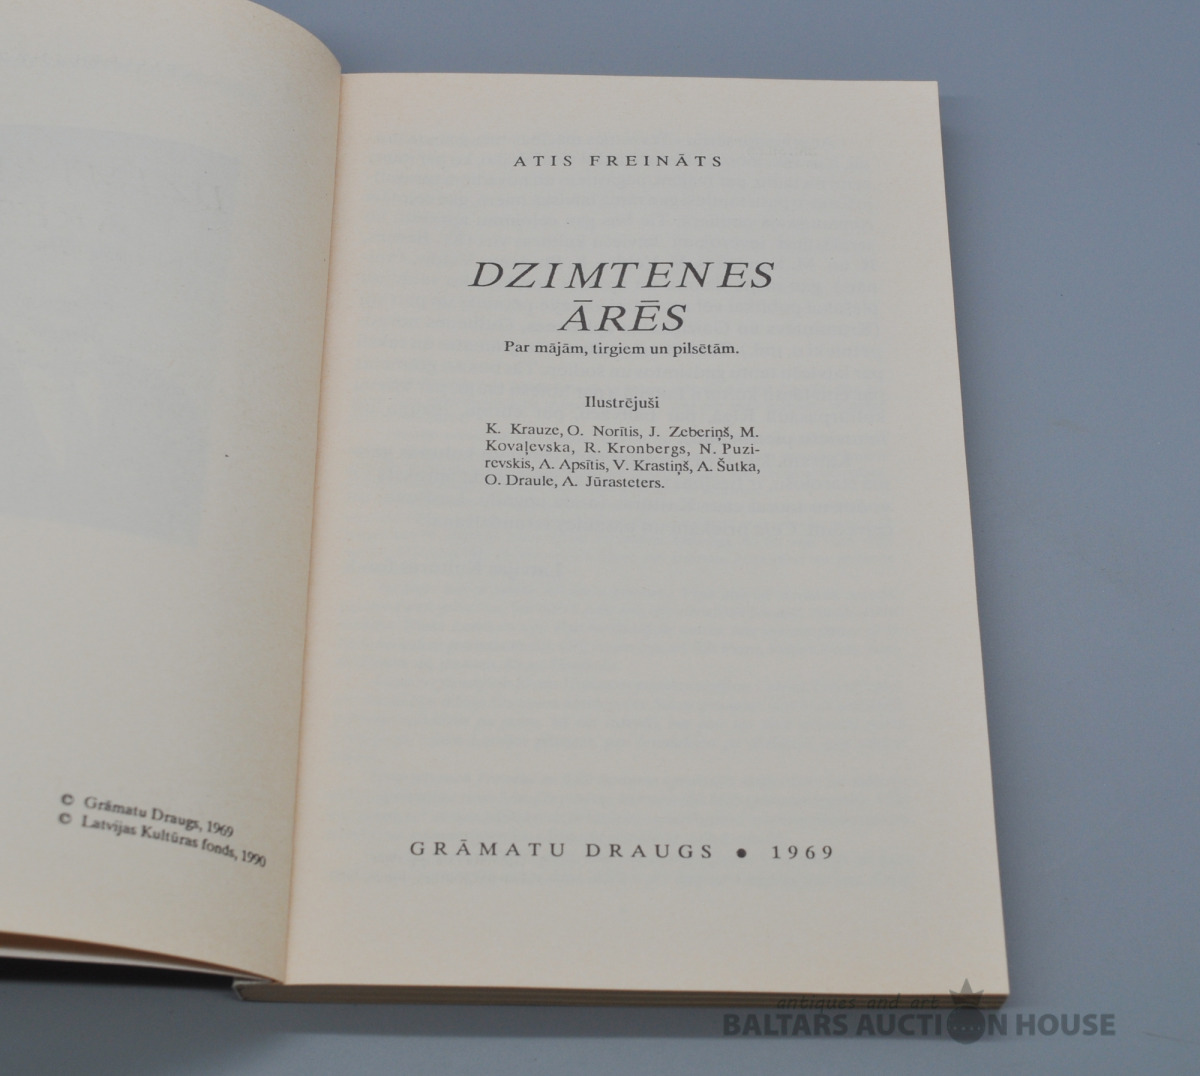 © Grāmatu Draugs, 1969
© Latvijas Kultūras fonds, 1990
ATIS FREINĀTS
DZIMTENES
ĀRĒS
Par mājām, tirgiem un pilsētām.
Ilustrējuši
K. Krauze, O. Norītis, J. Zeberiņš, M.
Kovaļevska, R. Kronbergs, N. Puzi-
revskis, A. Apsītis, V. Krastiņš, A. Šutka,
O. Draule, A. Jūrasteters.
GRĀMATU DRAUGS • 1969
antiques and art
BALTARS AUCTION HOUSE